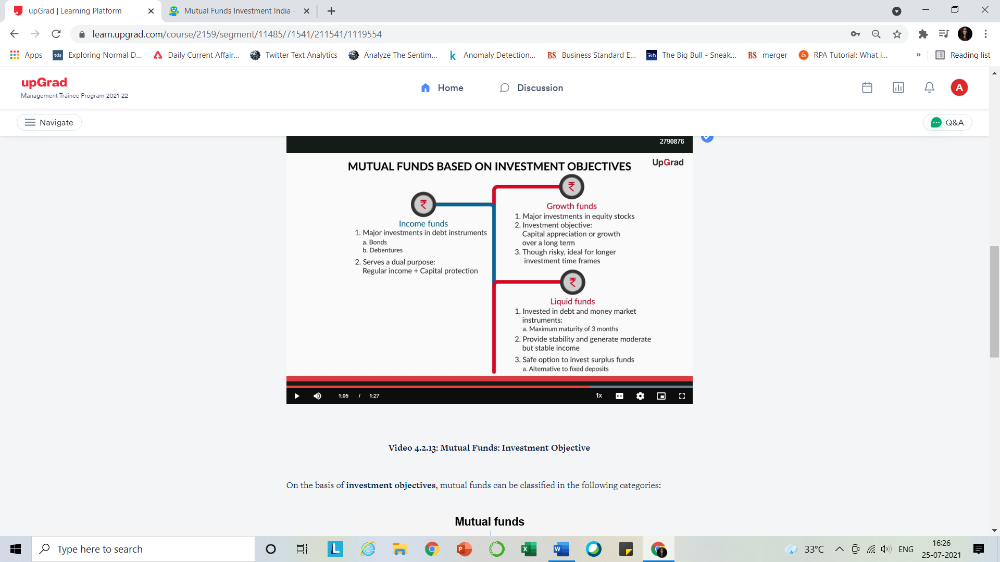 upGrad | Learning Platform
Mutual Funds Investment India -
learn.upgrad.com/course/2159/segment/11485/71541/211541/1119554
Apps
tds Exploring Normal D...
Daily Current Affair...
Twitter Text Analytics
Analyze The Sentim...
k Anomaly Detection...
BS Business Standard E...
The Big Bull - Sneak...
BS merger
RPA Tutorial: What i...
»
Reading list
upGrad
Management Trainee Program 2021-22
Home
Discussion
A
Navigate
Q&A
2790876
MUTUAL FUNDS BASED ON INVESTMENT OBJECTIVES
UpGrad
₹
Income funds
1. Major investments in debt instruments
a. Bonds
b. Debentures
2. Serves a dual purpose:
Regular income + Capital protection
₹
Growth funds
1. Major investments in equity stocks
2. Investment objective:
Capital appreciation or growth
over a long term
3. Though risky, ideal for longer
investment time frames
₹
Liquid funds
1. Invested in debt and money market
instruments:
a. Maximum maturity of 3 months
2. Provide stability and generate moderate
but stable income
3. Safe option to invest surplus funds
a. Alternative to fixed deposits
1:05 / 1:27
1x
CC
Video 4.2.13: Mutual Funds: Investment Objective
On the basis of investment objectives, mutual funds can be classified in the following categories:
Mutual funds
Type here to search
L
P
X
W
33°C
ENG
16:26
25-07-2021